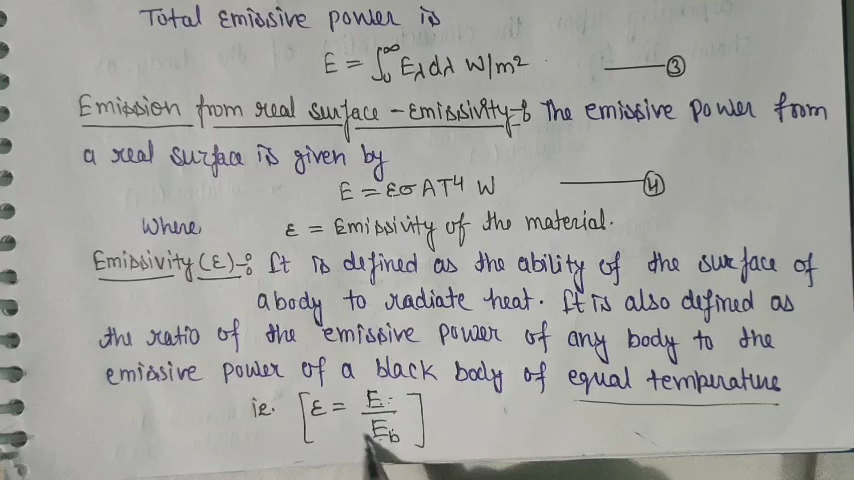 Total emissive power is
E = ∫₀^∞ Eλ dλ W/m² ——— ③
Emission from real surface - Emissivity :- The emissive power from
a real surface is given by
E = εσAT⁴ W ——— ④
Where, ε = Emissivity of the material.
Emissivity (ε) -: It is defined as the ability of the surface of
a body to radiate heat. It is also defined as
the ratio of the emissive power of any body to the
emissive power of a black body of equal temperature
ie. [ε = E/E_b]